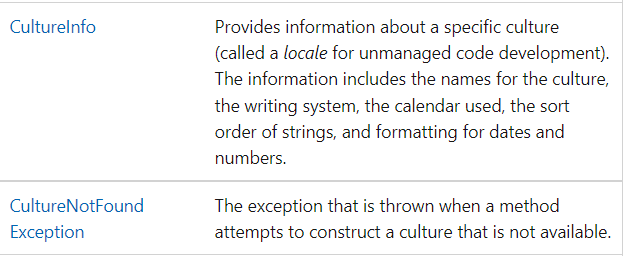 CultureInfo
Provides information about a specific culture
(called a locale for unmanaged code development).
The information includes the names for the culture,
the writing system, the calendar used, the sort
order of strings, and formatting for dates and
numbers.
CultureNotFound
Exception
The exception that is thrown when a method
attempts to construct a culture that is not available.